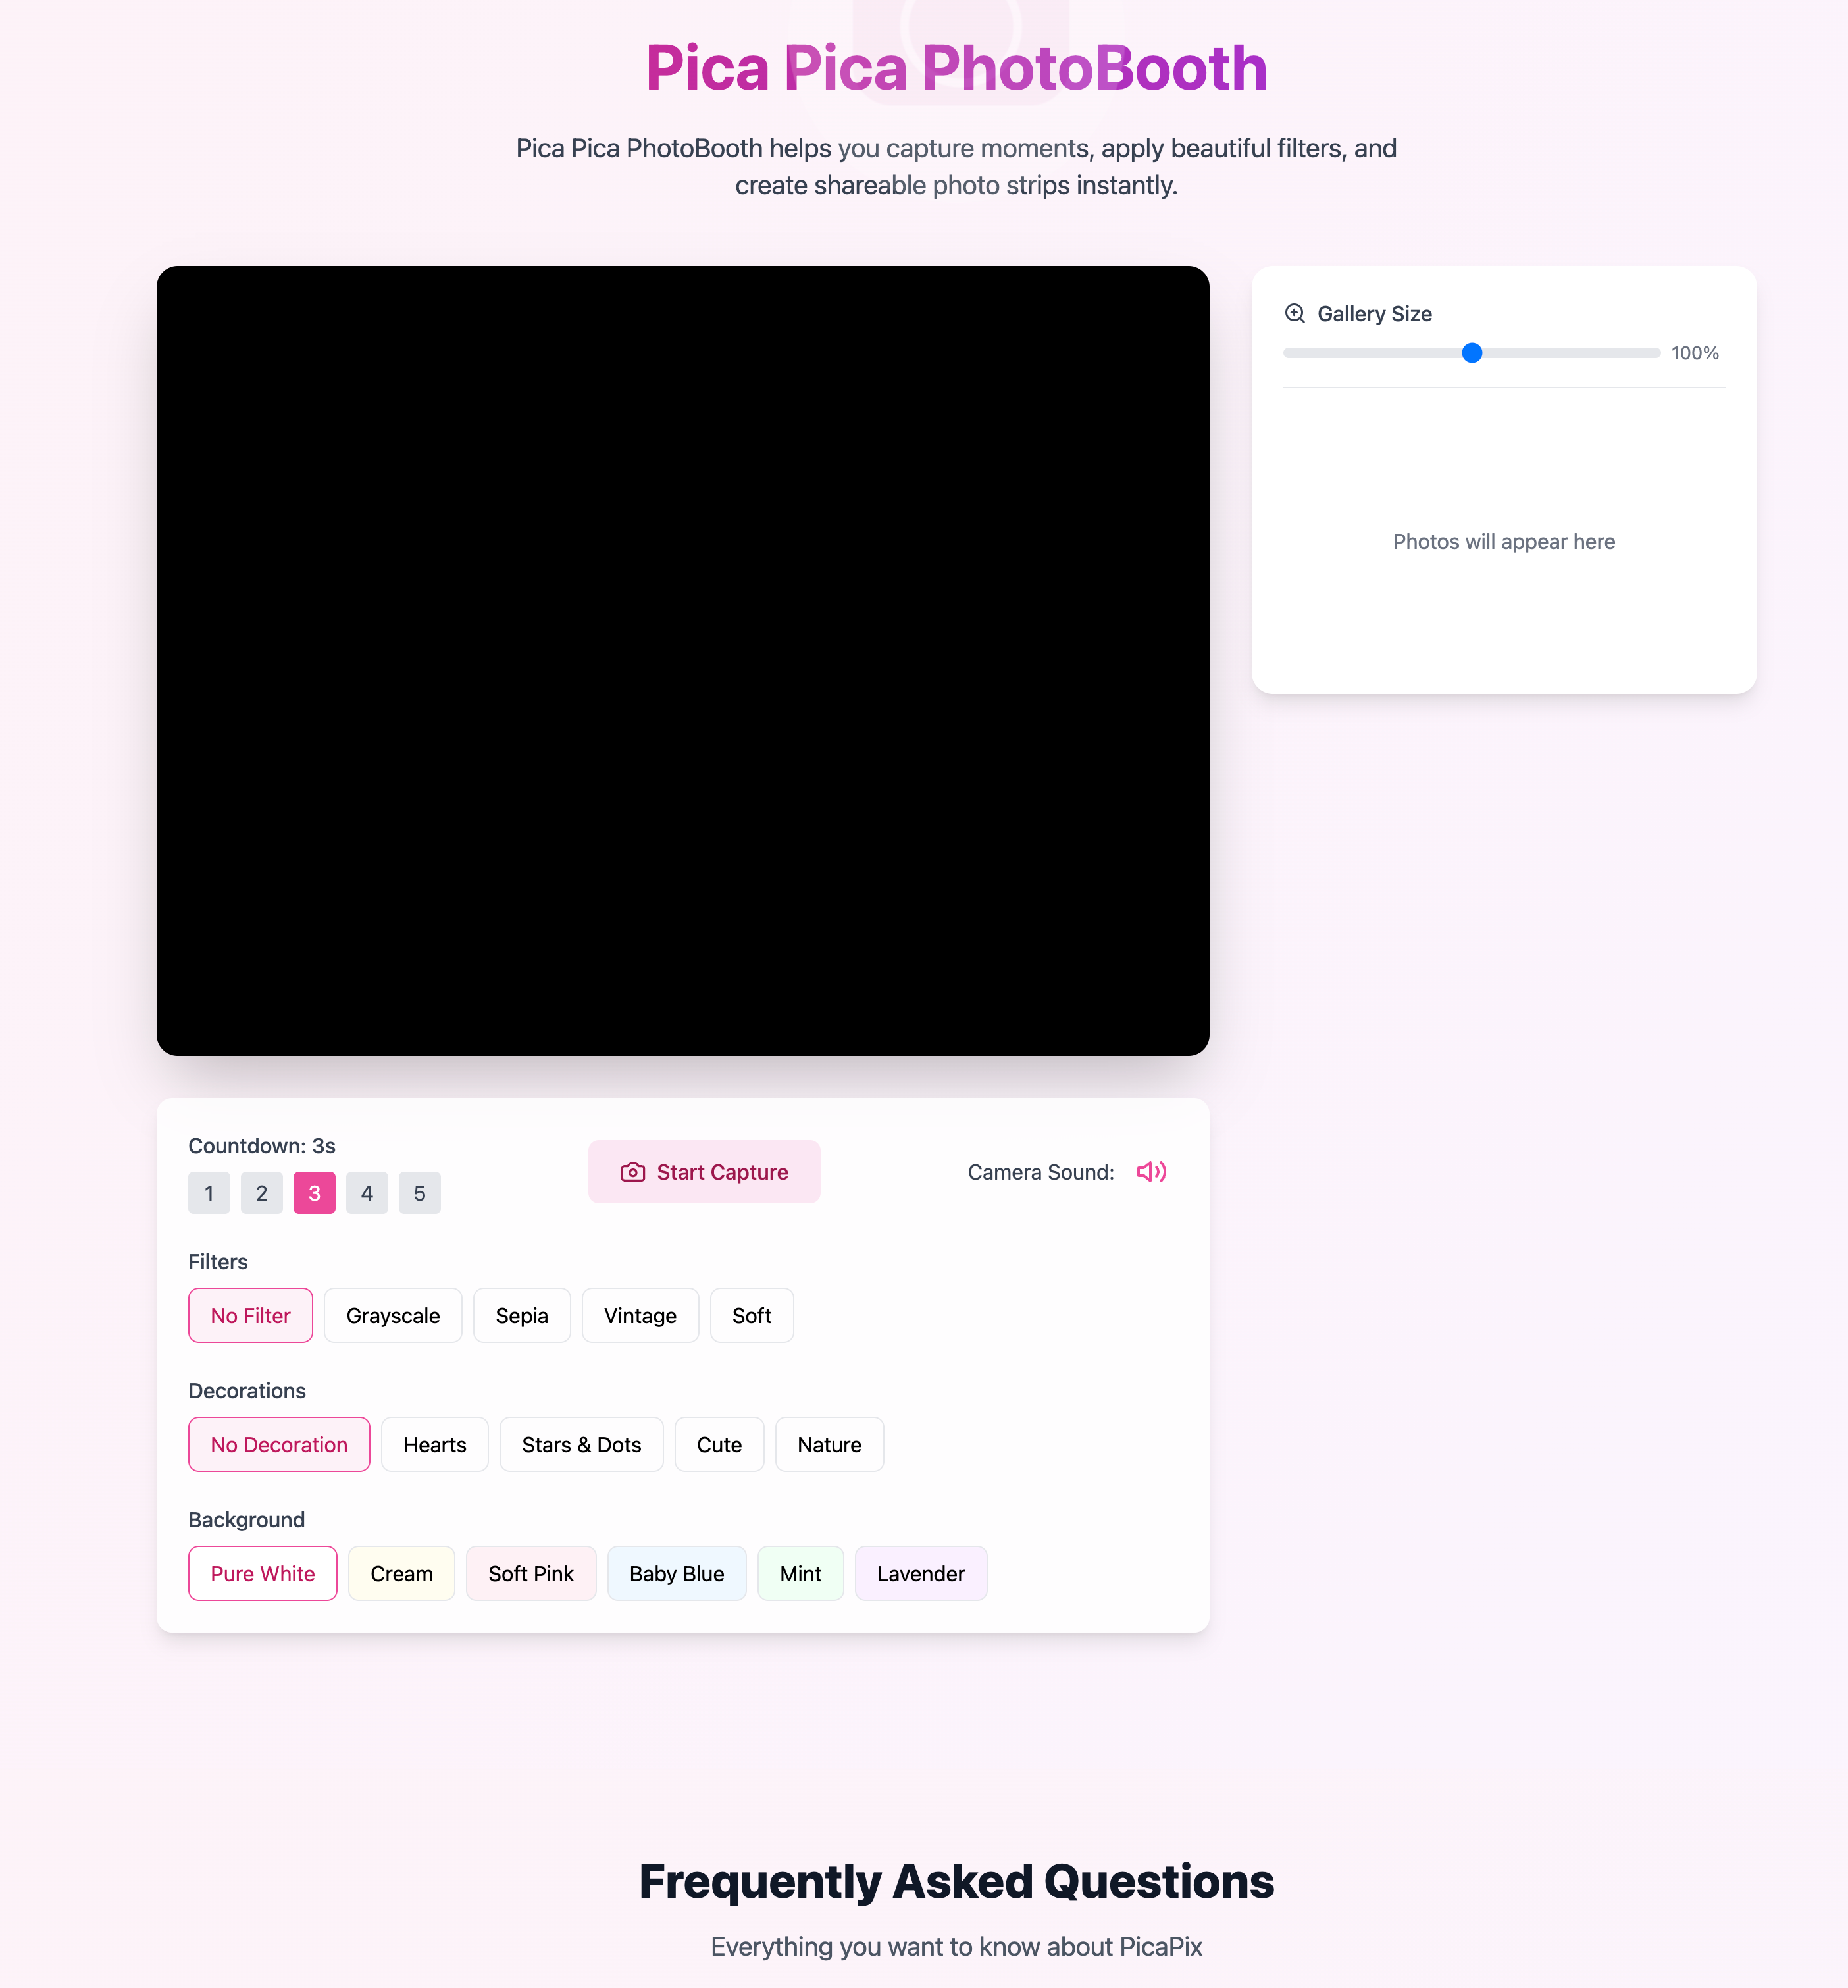 Pica Pica PhotoBooth
Pica Pica PhotoBooth helps you capture moments, apply beautiful filters, and
create shareable photo strips instantly.
Gallery Size
100%
Photos will appear here
Countdown: 3s
1 2 3 4 5
Start Capture
Camera Sound:
Filters
No Filter Grayscale Sepia Vintage Soft
Decorations
No Decoration Hearts Stars & Dots Cute Nature
Background
Pure White Cream Soft Pink Baby Blue Mint Lavender
Frequently Asked Questions
Everything you want to know about PicaPix